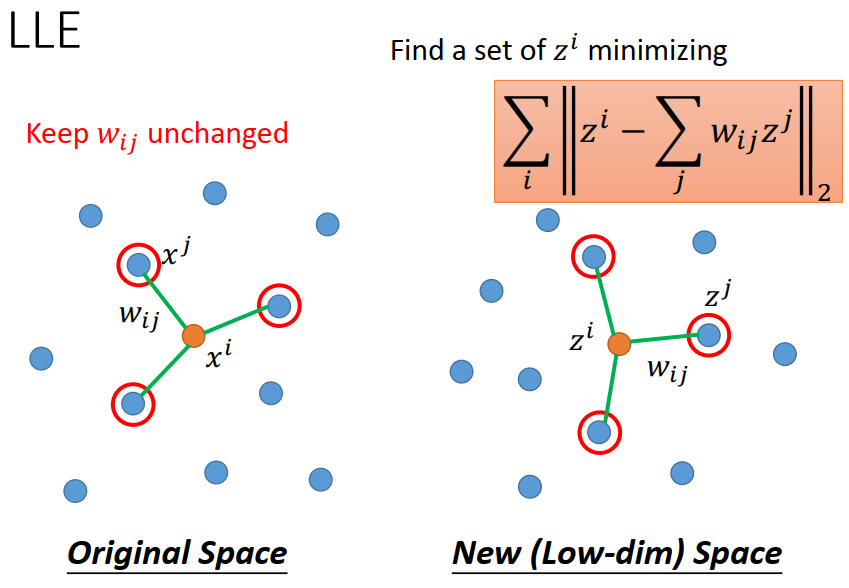 LLE
Find a set of $z^i$ minimizing
$\sum_i \left\| z^i - \sum_j w_{ij} z^j \right\|_2$
Keep $w_{ij}$ unchanged
$x^j$
$w_{ij}$
$x^i$
$z^j$
$z^i$
$w_{ij}$
Original Space
New (Low-dim) Space